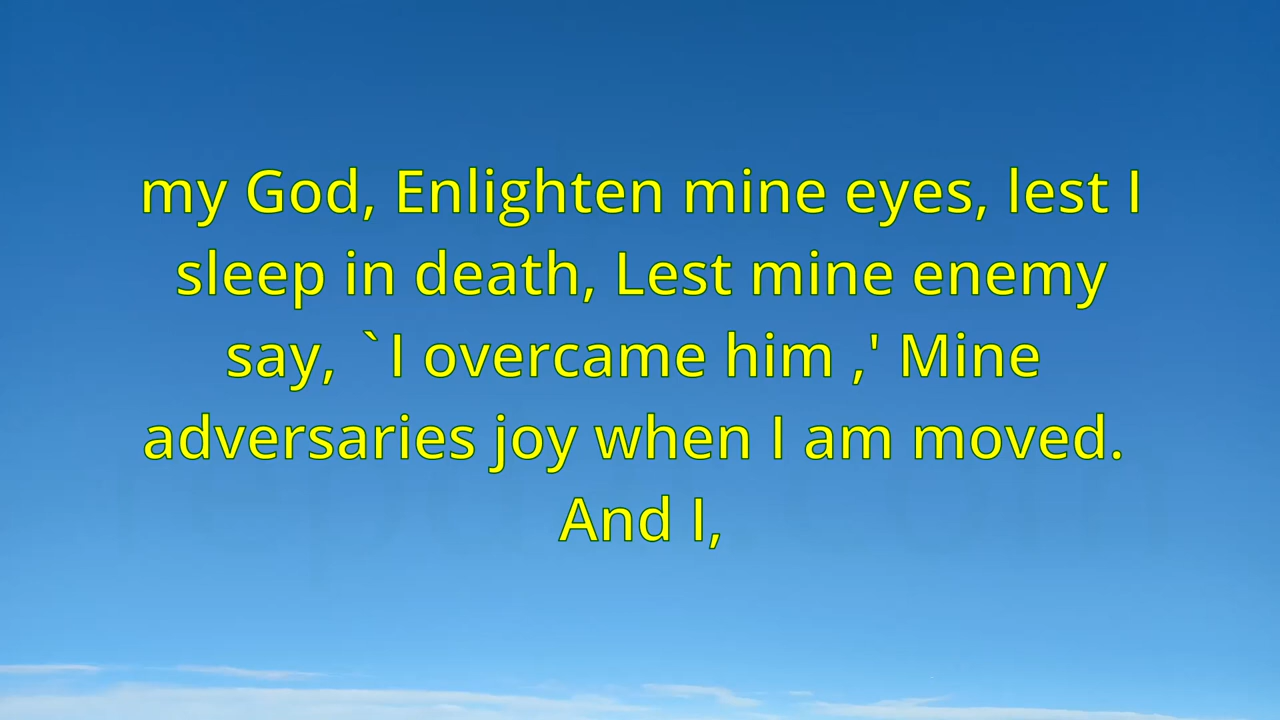 my God, Enlighten mine eyes, lest I
sleep in death, Lest mine enemy
say, `I overcame him ,' Mine
adversaries joy when I am moved.
And I,